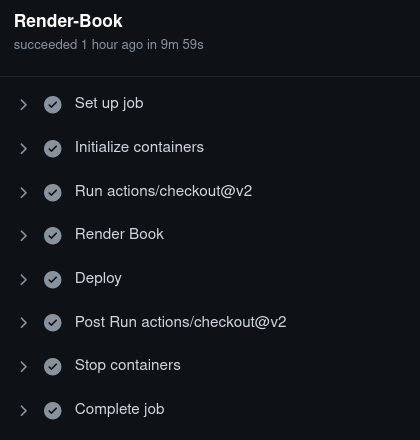 Render-Book
succeeded 1 hour ago in 9m 59s
Set up job
Initialize containers
Run actions/checkout@v2
Render Book
Deploy
Post Run actions/checkout@v2
Stop containers
Complete job